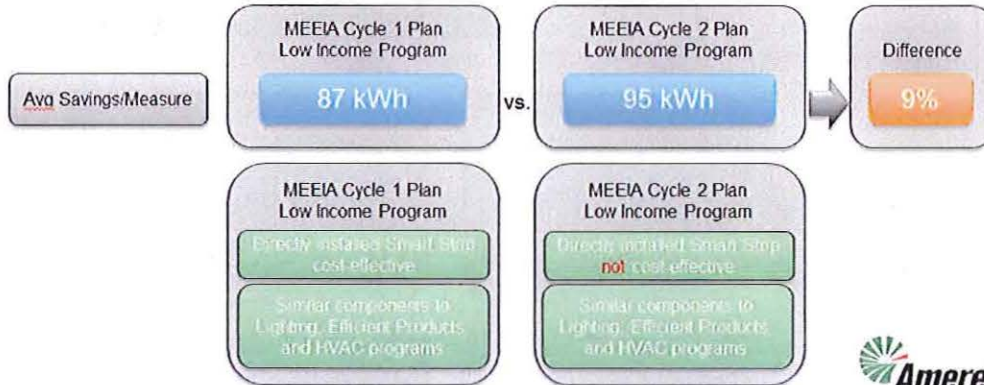 MEEIA Cycle 1 Plan
Low Income Program
MEEIA Cycle 2 Plan
Low Income Program
Difference
Avg Savings/Measure
87 kWh
vs.
95 kWh
9%
MEEIA Cycle 1 Plan
Low Income Program
MEEIA Cycle 2 Plan
Low Income Program
Directly installed Smart Strip
cost-effective
Directly installed Smart Strip
not cost-effective
Similar components to
Lighting, Efficient Products,
and HVAC programs
Similar components to
Lighting, Efficient Products,
and HVAC programs